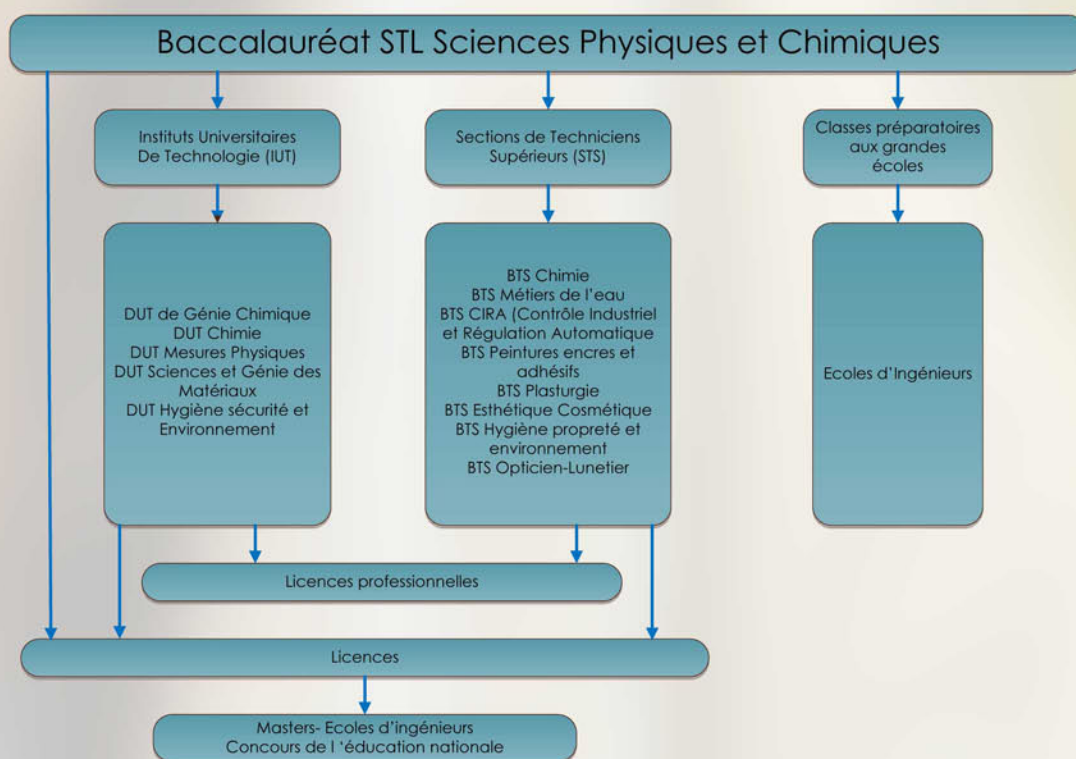 Baccalauréat STL Sciences Physiques et Chimiques
Instituts Universitaires
De Technologie (IUT)
Sections de Techniciens
Supérieurs (STS)
Classes préparatoires
aux grandes
écoles
DUT de Génie Chimique
DUT Chimie
DUT Mesures Physiques
DUT Sciences et Génie des
Matériaux
DUT Hygiène sécurité et
Environnement
BTS Chimie
BTS Métiers de l'eau
BTS CIRA (Contrôle Industriel
et Régulation Automatique
BTS Peintures encres et
adhésifs
BTS Plasturgie
BTS Esthétique Cosmétique
BTS Hygiène propreté et
environnement
BTS Opticien-Lunetier
Ecoles d'Ingénieurs
Licences professionnelles
Licences
Masters- Ecoles d'ingénieurs
Concours de l 'éducation nationale